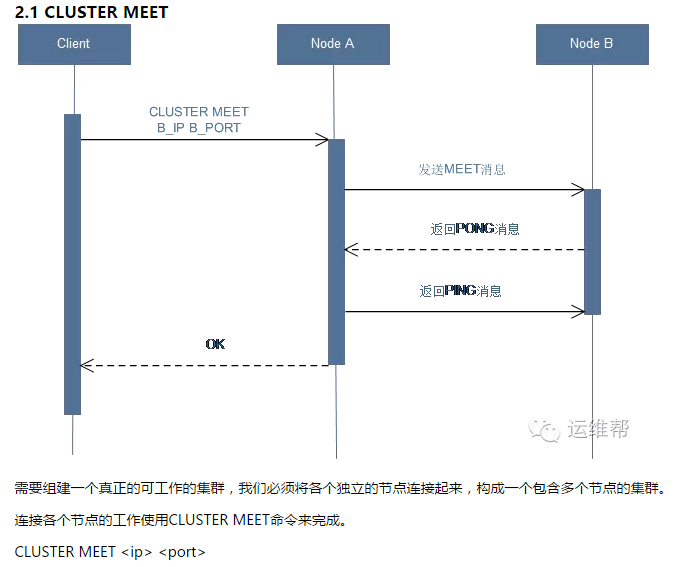 2.1 CLUSTER MEET
Client
Node A
Node B
CLUSTER MEET
B_IP B_PORT
发送MEET消息
返回PONG消息
返回PING消息
OK
运维帮
需要组建一个真正的可工作的集群，我们必须将各个独立的节点连接起来，构成一个包含多个节点的集群。
连接各个节点的工作使用CLUSTER MEET命令来完成。
CLUSTER MEET <ip> <port>